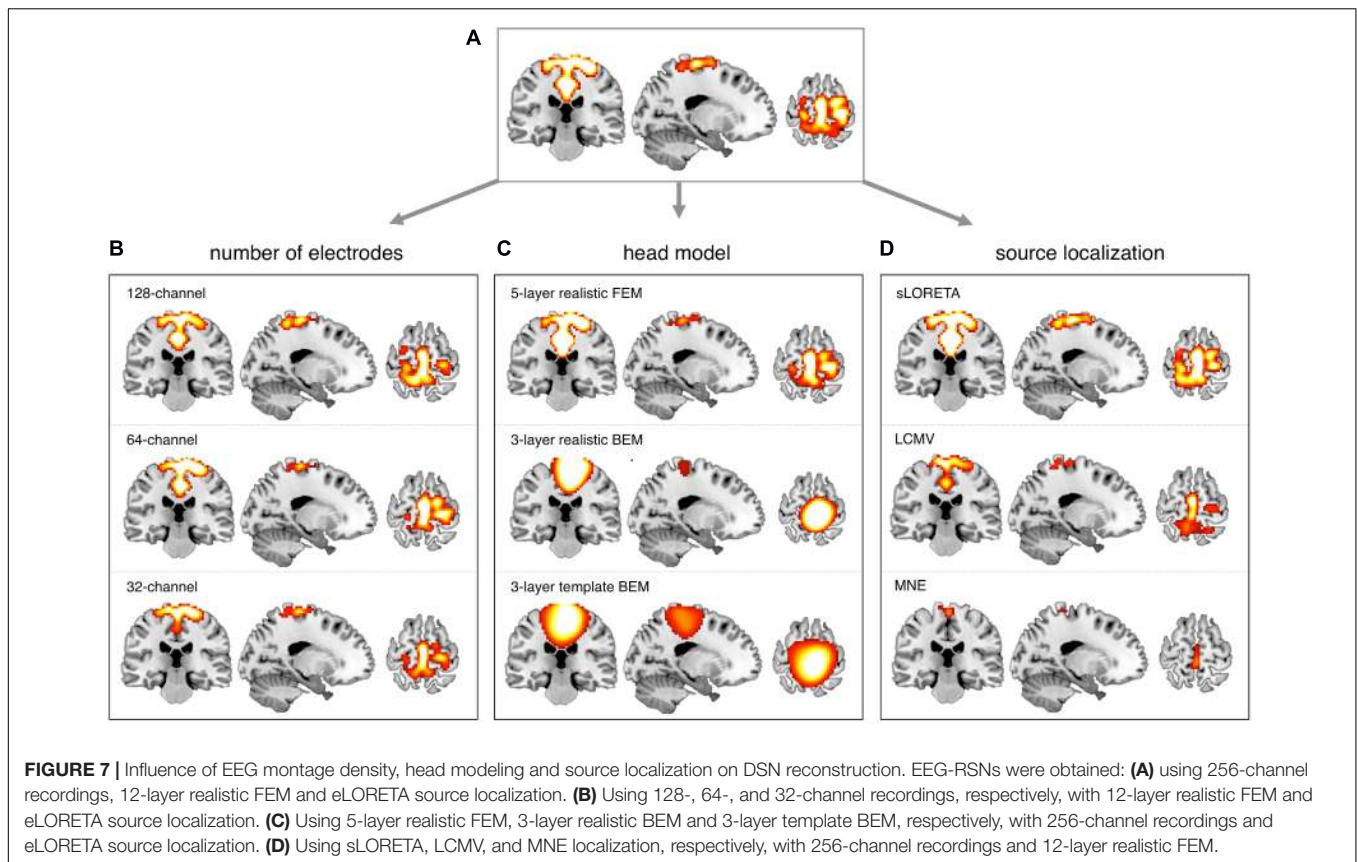 A
B
number of electrodes
128-channel
64-channel
32-channel
C
head model
5-layer realistic FEM
3-layer realistic BEM
3-layer template BEM
D
source localization
sLORETA
LCMV
MNE
FIGURE 7 | Influence of EEG montage density, head modeling and source localization on DSN reconstruction. EEG-RSNs were obtained: (A) using 256-channel
recordings, 12-layer realistic FEM and eLORETA source localization. (B) Using 128-, 64-, and 32-channel recordings, respectively, with 12-layer realistic FEM and
eLORETA source localization. (C) Using 5-layer realistic FEM, 3-layer realistic BEM and 3-layer template BEM, respectively, with 256-channel recordings and
eLORETA source localization. (D) Using sLORETA, LCMV, and MNE localization, respectively, with 256-channel recordings and 12-layer realistic FEM.